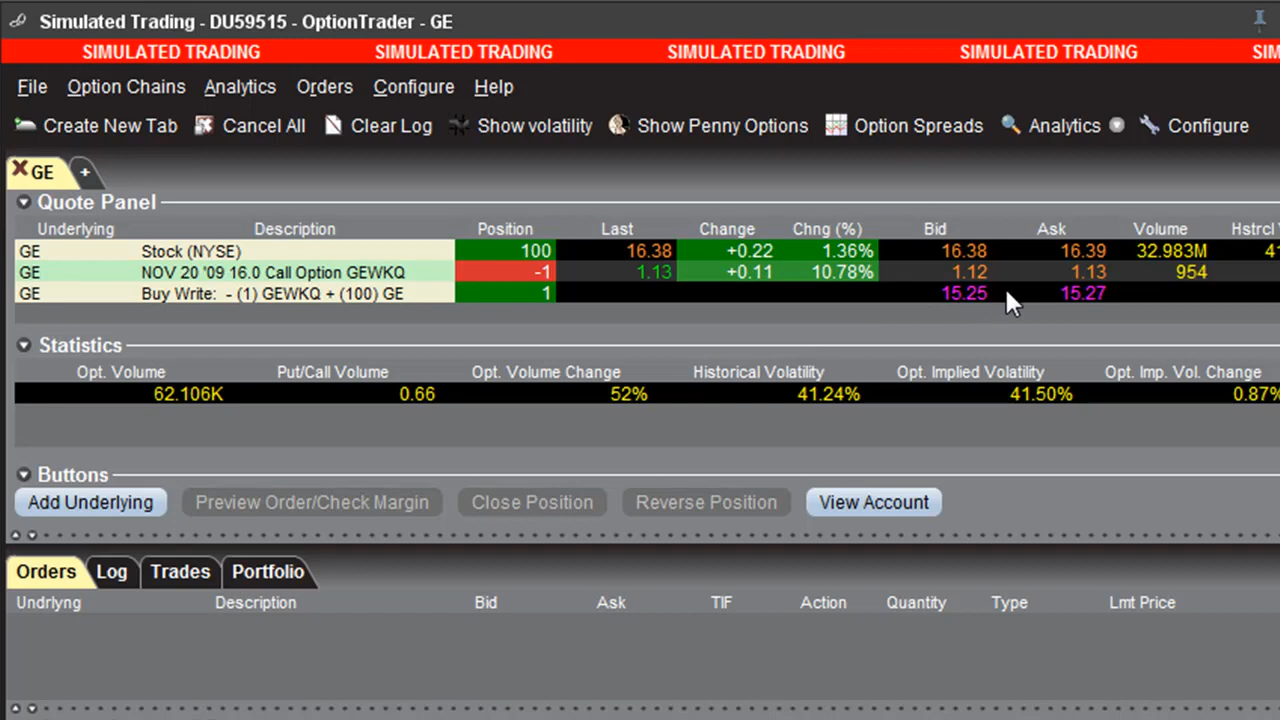 Simulated Trading - DU59515 - OptionTrader - GE
SIMULATED TRADING SIMULATED TRADING SIMULATED TRADING SIMULATED TRADING SIM
File Option Chains Analytics Orders Configure Help
Create New Tab Cancel All Clear Log Show volatility Show Penny Options Option Spreads Analytics Configure
GE +
Quote Panel
Underlying Description Position Last Change Chng (%) Bid Ask Volume Hstrcl
GE Stock (NYSE) 100 16.38 +0.22 1.36% 16.38 16.39 32.983M 41
GE NOV 20 '09 16.0 Call Option GEWKQ -1 1.13 +0.11 10.78% 1.12 1.13 954
GE Buy Write: - (1) GEWKQ + (100) GE 1 15.25 15.27
Statistics
Opt. Volume Put/Call Volume Opt. Volume Change Historical Volatility Opt. Implied Volatility Opt. Imp. Vol. Change
62.106K 0.66 52% 41.24% 41.50% 0.87%
Buttons
Add Underlying Preview Order/Check Margin Close Position Reverse Position View Account
Orders Log Trades Portfolio
Undrlyng Description Bid Ask TIF Action Quantity Type Lmt Price